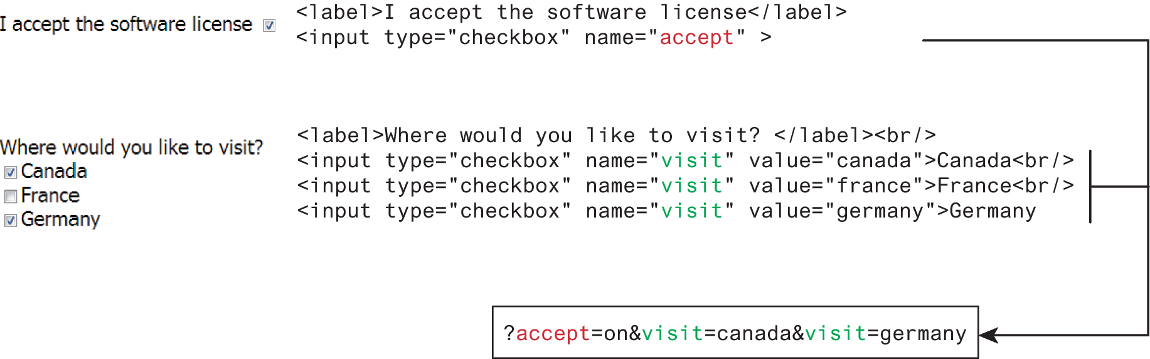 I accept the software license
<label>I accept the software license</label>
<input type="checkbox" name="accept" >
Where would you like to visit?
Canada
France
Germany
<label>Where would you like to visit? </label><br/>
<input type="checkbox" name="visit" value="canada">Canada<br/>
<input type="checkbox" name="visit" value="france">France<br/>
<input type="checkbox" name="visit" value="germany">Germany
?accept=on&visit=canada&visit=germany